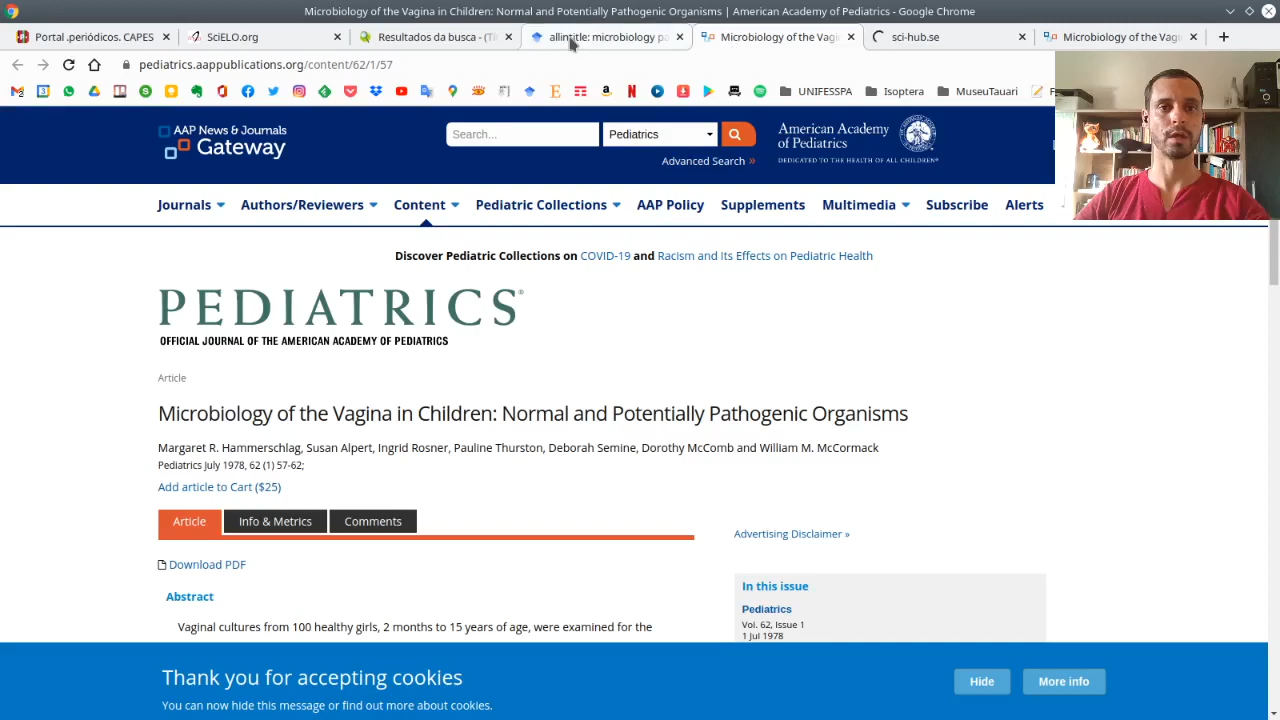 Microbiology of the Vagina in Children: Normal and Potentially Pathogenic Organisms | American Academy of Pediatrics - Google Chrome
Portal .periódicos. CAPES
SciELO.org
Resultados da busca - (Tí
allintitle: microbiology pa
Microbiology of the Vagi
sci-hub.se
Microbiology of the Vagi
pediatrics.aappublications.org/content/62/1/57
UNIFESSPA
Isoptera
MuseuTauari
AAP News & Journals
Gateway
Search...
Pediatrics
Advanced Search »
American Academy
of Pediatrics
DEDICATED TO THE HEALTH OF ALL CHILDREN®
Journals
Authors/Reviewers
Content
Pediatric Collections
AAP Policy
Supplements
Multimedia
Subscribe
Alerts
Discover Pediatric Collections on COVID-19 and Racism and Its Effects on Pediatric Health
PEDIATRICS®
OFFICIAL JOURNAL OF THE AMERICAN ACADEMY OF PEDIATRICS
Article
Microbiology of the Vagina in Children: Normal and Potentially Pathogenic Organisms
Margaret R. Hammerschlag, Susan Alpert, Ingrid Rosner, Pauline Thurston, Deborah Semine, Dorothy McComb and William M. McCormack
Pediatrics July 1978, 62 (1) 57-62;
Add article to Cart ($25)
Article
Info & Metrics
Comments
Advertising Disclaimer »
Download PDF
In this issue
Abstract
Pediatrics
Vol. 62, Issue 1
1 Jul 1978
Vaginal cultures from 100 healthy girls, 2 months to 15 years of age, were examined for the
Thank you for accepting cookies
You can now hide this message or find out more about cookies.
Hide
More info